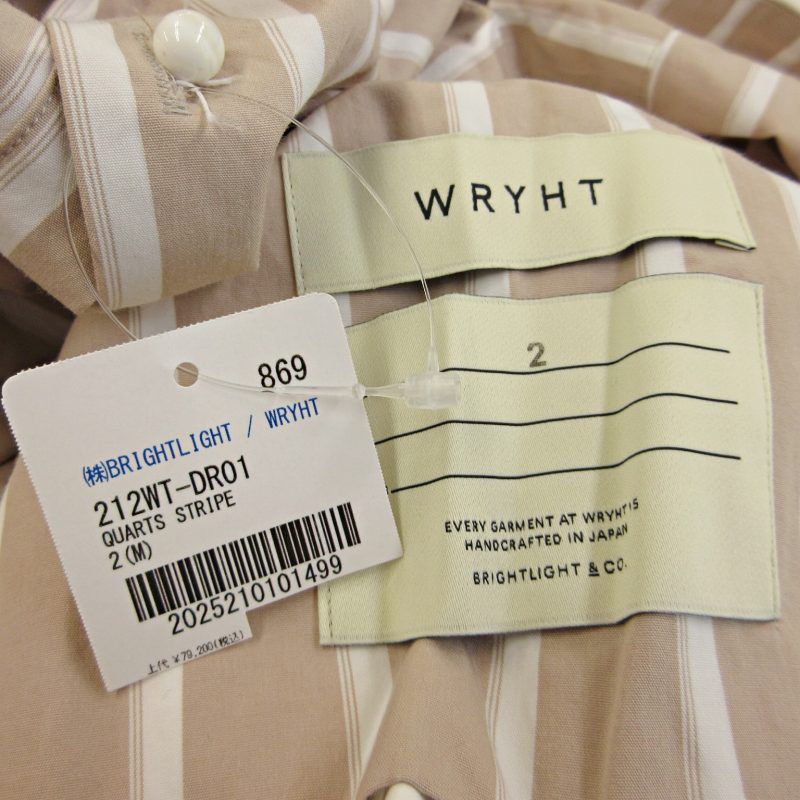 WRYHT
2
EVERY GARMENT AT WRYHT'S
HANDCRAFTED IN JAPAN
BRIGHTLIGHT & CO.
869
㈱BRIGHTLIGHT / WRYHT
212WT-DR01
QUARTS STRIPE
2(M)
2025210101499
上代 ¥79,200(税込)